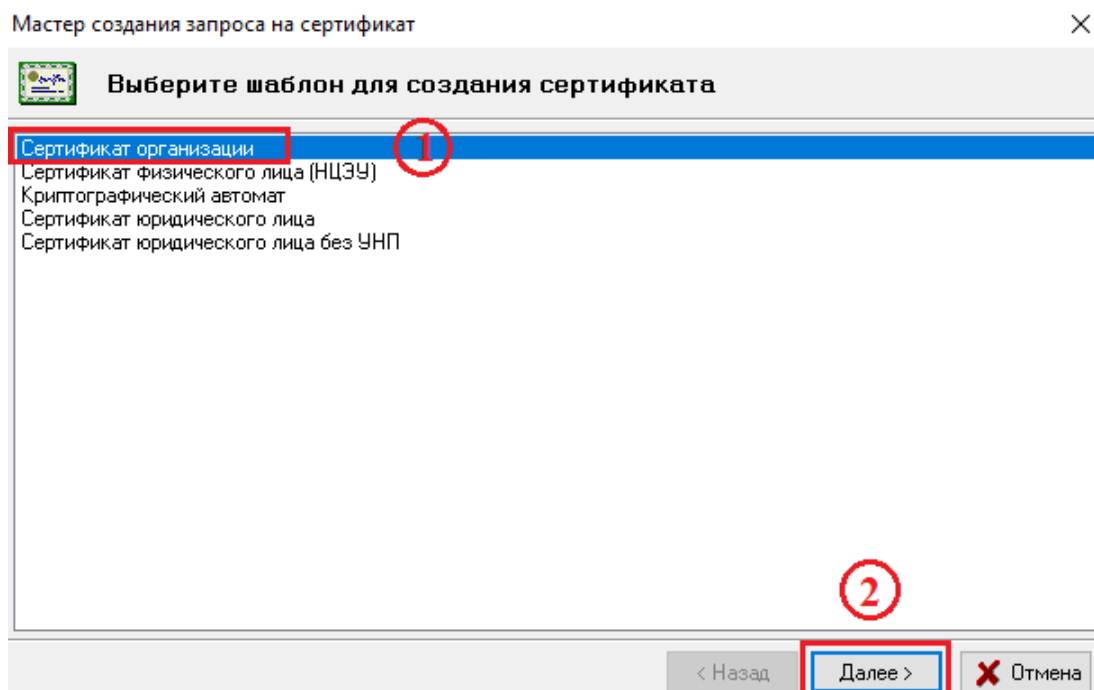 Мастер создания запроса на сертификат
Выберите шаблон для создания сертификата
Сертификат организации
1
Сертификат физического лица (НЦЭУ)
Криптографический автомат
Сертификат юридического лица
Сертификат юридического лица без УНП
2
< Назад
Далее >
Отмена